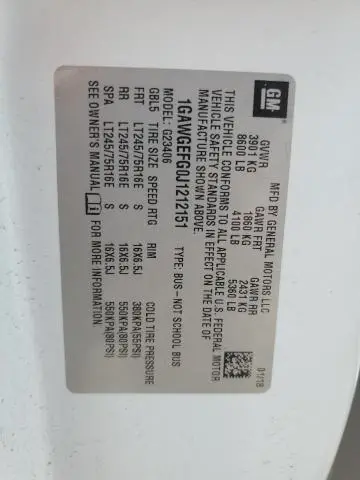 GM
MFD BY GENERAL MOTORS LLC
01/18
GVWR GAWR FRT GAWR RR
3901 KG 1860 KG 2431 KG
8600 LB 4100 LB 5360 LB
THIS VEHICLE CONFORMS TO ALL APPLICABLE U.S. FEDERAL MOTOR
VEHICLE SAFETY STANDARDS IN EFFECT ON THE DATE OF
MANUFACTURE SHOWN ABOVE.
1GAWGEFG0J1212151 TYPE: BUS-NOT SCHOOL BUS
MODEL: G23406
GBL5 TIRE SIZE SPEED RTG RIM COLD TIRE PRESSURE
FRT LT245/75R16E S 16X6.5J 380KPA(55PSI)
RR LT245/75R16E S 16X6.5J 550KPA(80PSI)
SPA LT245/75R16E S 16X6.5J 550KPA(80PSI)
SEE OWNER'S MANUAL